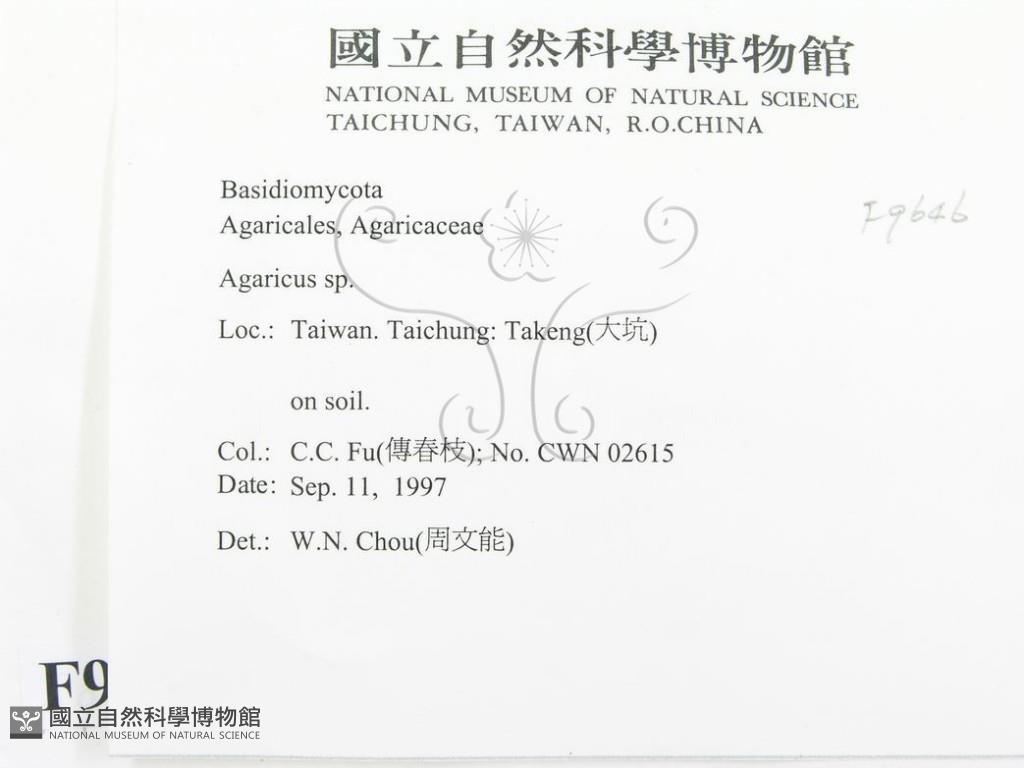 國立自然科學博物館
NATIONAL MUSEUM OF NATURAL SCIENCE
TAICHUNG, TAIWAN, R.O.CHINA
Basidiomycota
F9646
Agaricales, Agaricaceae
Agaricus sp.
Loc.: Taiwan. Taichung: Takeng(大坑)
on soil.
Col.: C.C. Fu(傳春枝); No. CWN 02615
Date: Sep. 11, 1997
Det.: W.N. Chou(周文能)
F9
國立自然科學博物館
NATIONAL MUSEUM OF NATURAL SCIENCE